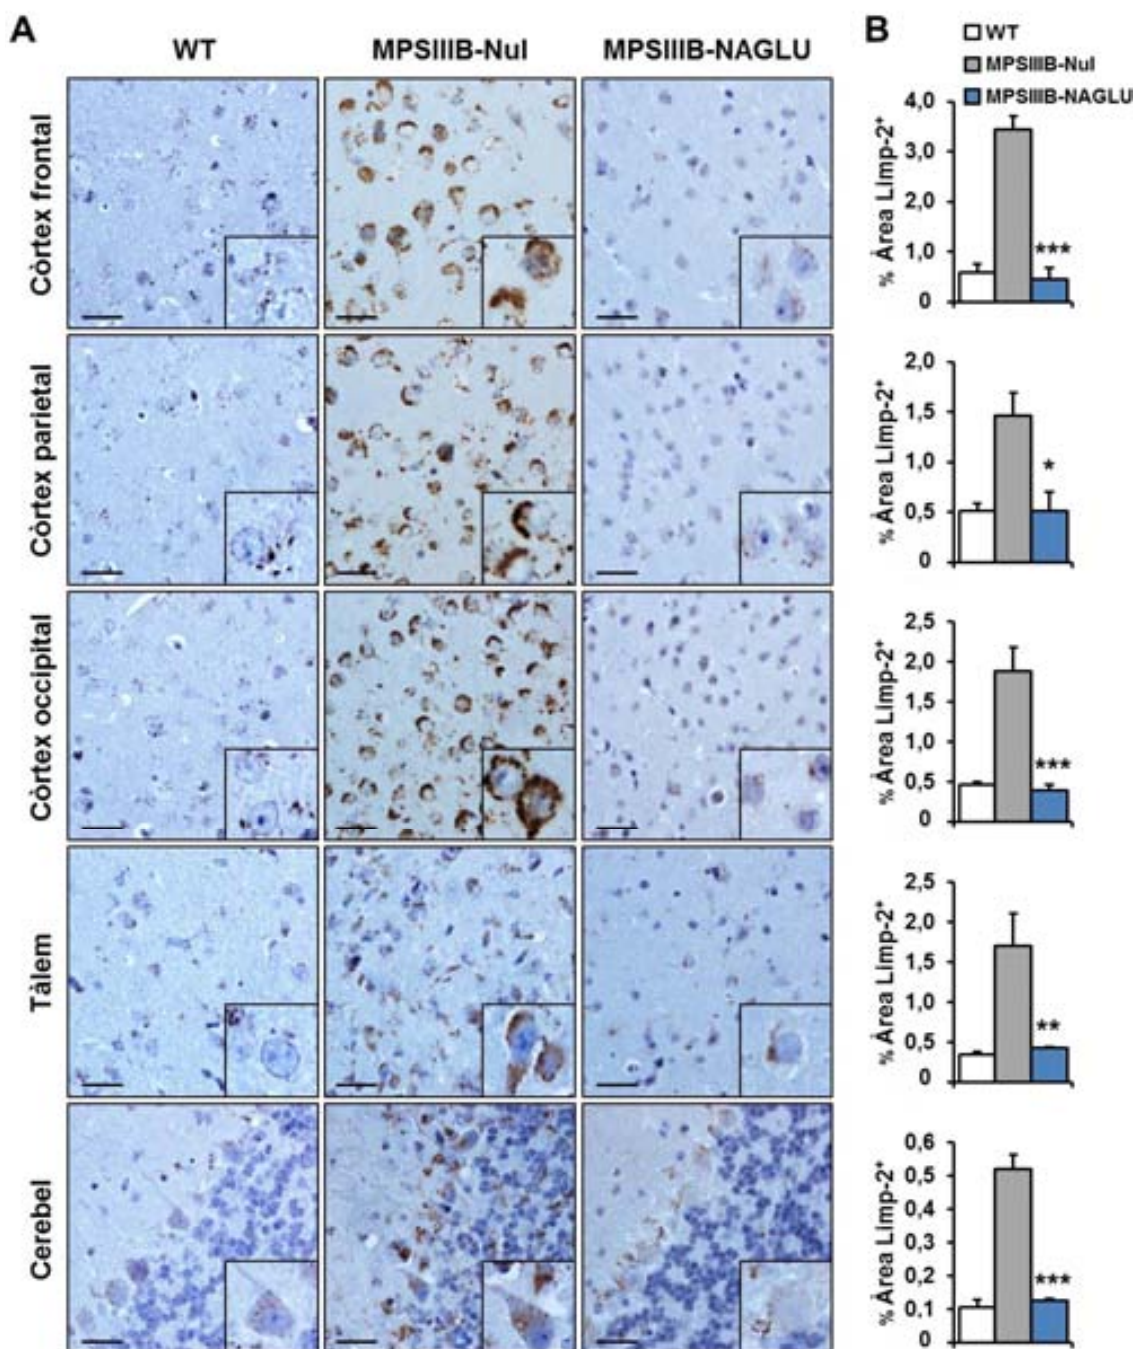 A
WT
MPSIIIB-Nul
MPSIIIB-NAGLU
B
WT
MPSIIIB-Nul
MPSIIIB-NAGLU
Còrtex frontal
% Àrea Limp-2⁺
4,0
3,0
2,0
1,0
0
***
Còrtex parietal
% Àrea Limp-2⁺
2,0
1,5
1,0
0,5
0
*
Còrtex occipital
% Àrea Limp-2⁺
2,5
2,0
1,5
1,0
0,5
0
***
Tàlem
% Àrea Limp-2⁺
2,5
2,0
1,5
1,0
0,5
0
**
Cerebel
% Àrea Limp-2⁺
0,6
0,5
0,4
0,3
0,2
0,1
0
***